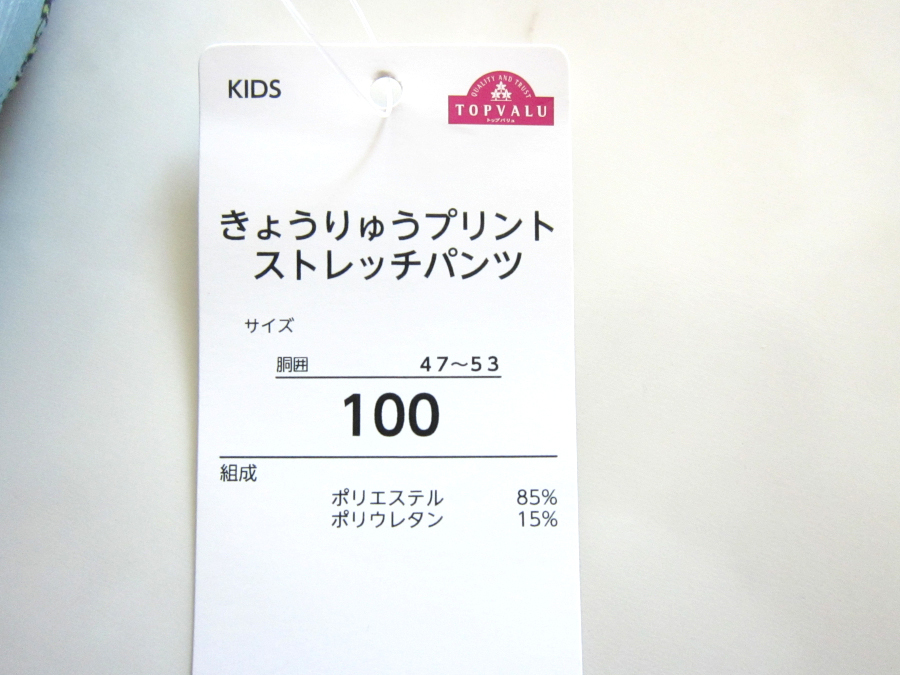 KIDS
QUALITY AND TRUST
TOPVALU
トップバリュ
きょうりゅうプリント
ストレッチパンツ
サイズ
胴囲 47〜53
100
組成
ポリエステル 85%
ポリウレタン 15%